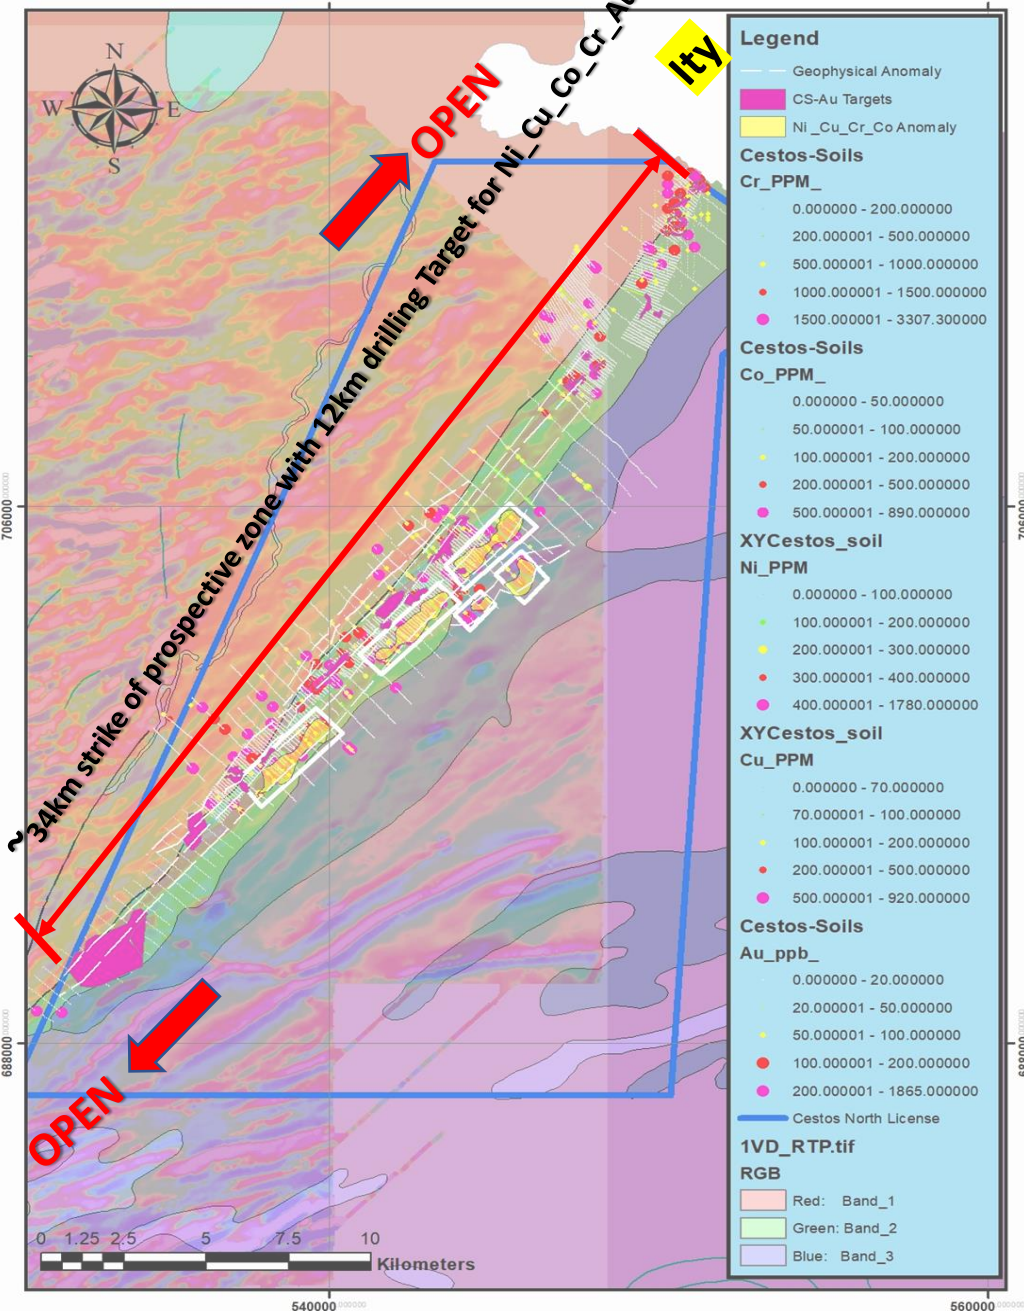 N
W E
S
OPEN
Ity
~ 34km strike of prospective zone with 12km drilling Target for Ni_Cu_Co_Cr_Au
OPEN
706000
688000
540000
560000
0 1.25 2.5 5 7.5 10
Kilometers
Legend
Geophysical Anomaly
CS-Au Targets
Ni _Cu_Cr_Co Anomaly
Cestos-Soils
Cr_PPM_
0.000000 - 200.000000
200.000001 - 500.000000
500.000001 - 1000.000000
1000.000001 - 1500.000000
1500.000001 - 3307.300000
Cestos-Soils
Co_PPM_
0.000000 - 50.000000
50.000001 - 100.000000
100.000001 - 200.000000
200.000001 - 500.000000
500.000001 - 890.000000
XYCestos_soil
Ni_PPM
0.000000 - 100.000000
100.000001 - 200.000000
200.000001 - 300.000000
300.000001 - 400.000000
400.000001 - 1780.000000
XYCestos_soil
Cu_PPM
0.000000 - 70.000000
70.000001 - 100.000000
100.000001 - 200.000000
200.000001 - 500.000000
500.000001 - 920.000000
Cestos-Soils
Au_ppb_
0.000000 - 20.000000
20.000001 - 50.000000
50.000001 - 100.000000
100.000001 - 200.000000
200.000001 - 1865.000000
Cestos North License
1VD_RTP.tif
RGB
Red: Band_1
Green: Band_2
Blue: Band_3